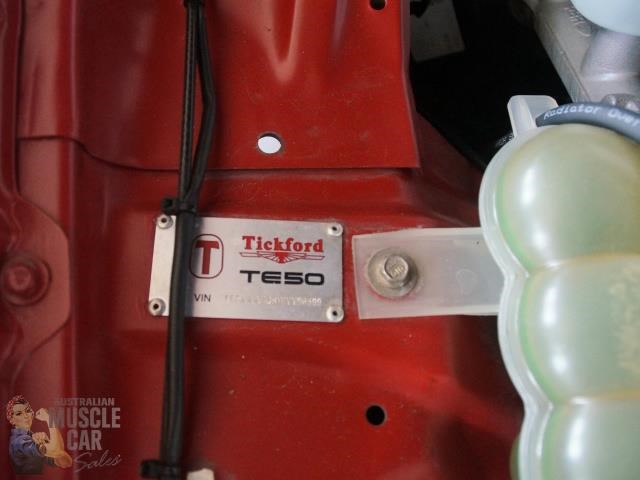 Radiator Over
T
Tickford
TE50
VIN
AUSTRALIAN
MUSCLE
CAR
Sales